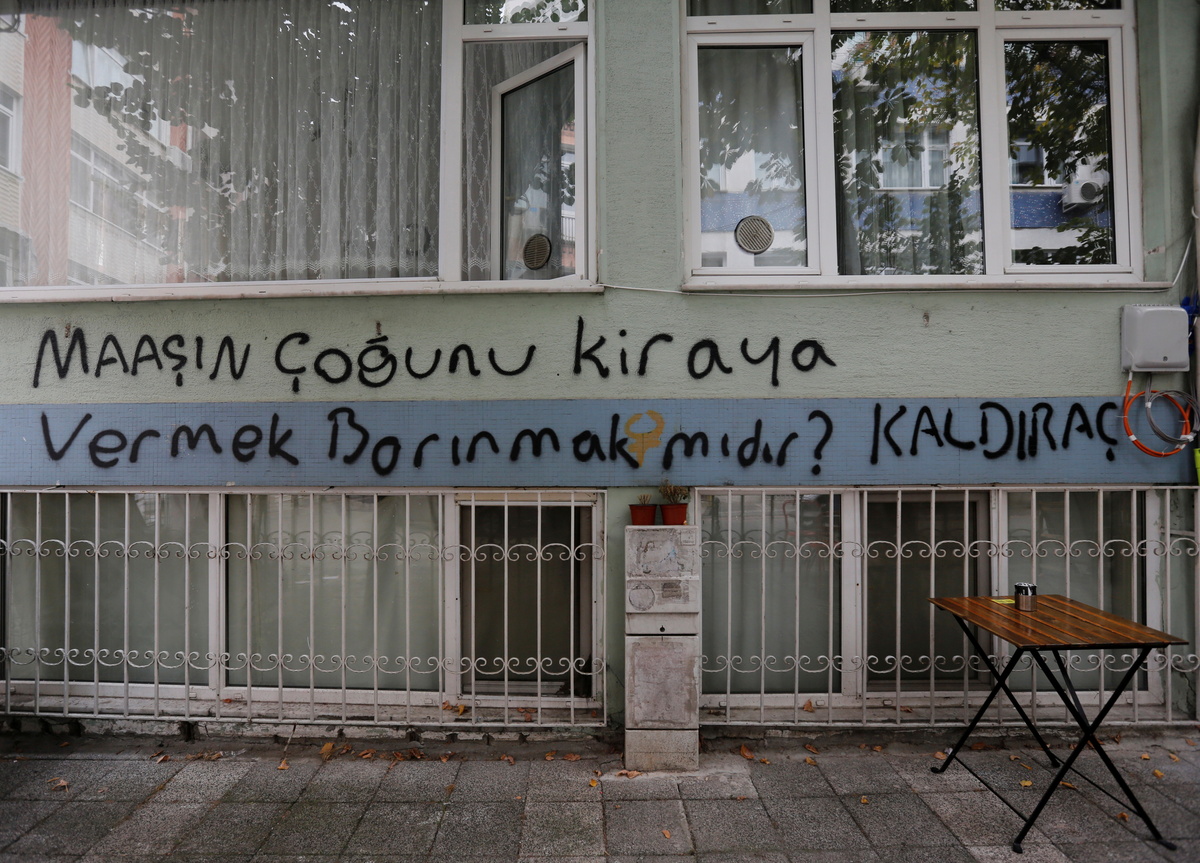 MAAŞIN ÇoğUNU kiraya
Vermek Barınmak mıdır? KALDIRAÇ